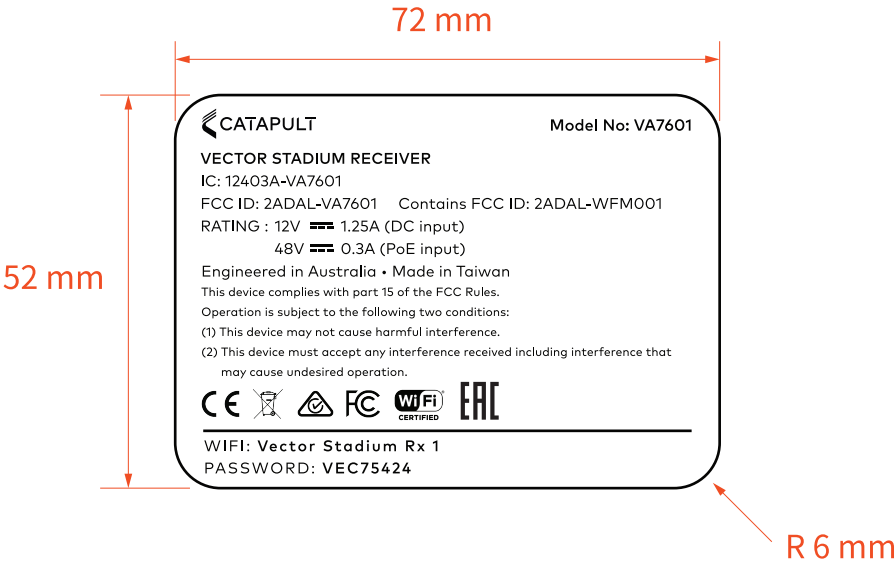 72 mm
CATAPULT Model No: VA7601
VECTOR STADIUM RECEIVER
IC: 12403A-VA7601
FCC ID: 2ADAL-VA7601 Contains FCC ID: 2ADAL-WFM001
RATING : 12V ⎓ 1.25A (DC input)
48V ⎓ 0.3A (PoE input)
52 mm
Engineered in Australia • Made in Taiwan
This device complies with part 15 of the FCC Rules.
Operation is subject to the following two conditions:
(1) This device may not cause harmful interference.
(2) This device must accept any interference received including interference that
may cause undesired operation.
CE FC WiFi CERTIFIED EAC
WIFI: Vector Stadium Rx 1
PASSWORD: VEC75424
R 6 mm